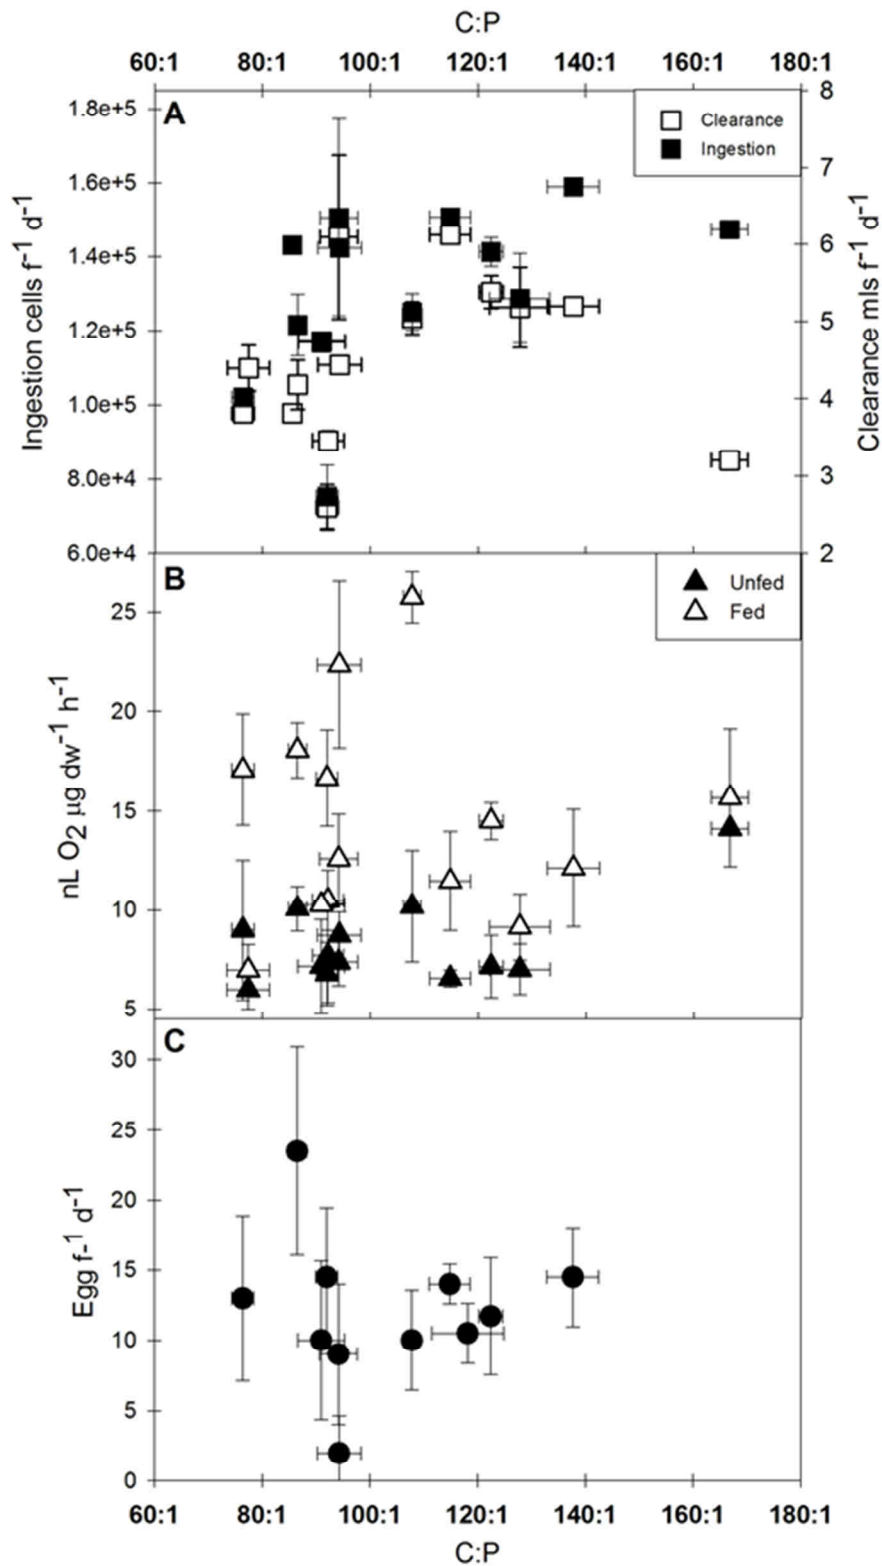 C:P
60:1 80:1 100:1 120:1 140:1 160:1 180:1
A
Clearance
Ingestion
1.8e+5
1.6e+5
1.4e+5
1.2e+5
1.0e+5
8.0e+4
6.0e+4
Ingestion cells f⁻¹ d⁻¹
8
7
6
5
4
3
2
Clearance mls f⁻¹ d⁻¹
B
Unfed
Fed
25
20
15
10
5
nL O₂ µg dw⁻¹ h⁻¹
C
30
25
20
15
10
5
0
Egg f-¹ d⁻¹
60:1 80:1 100:1 120:1 140:1 160:1 180:1
C:P